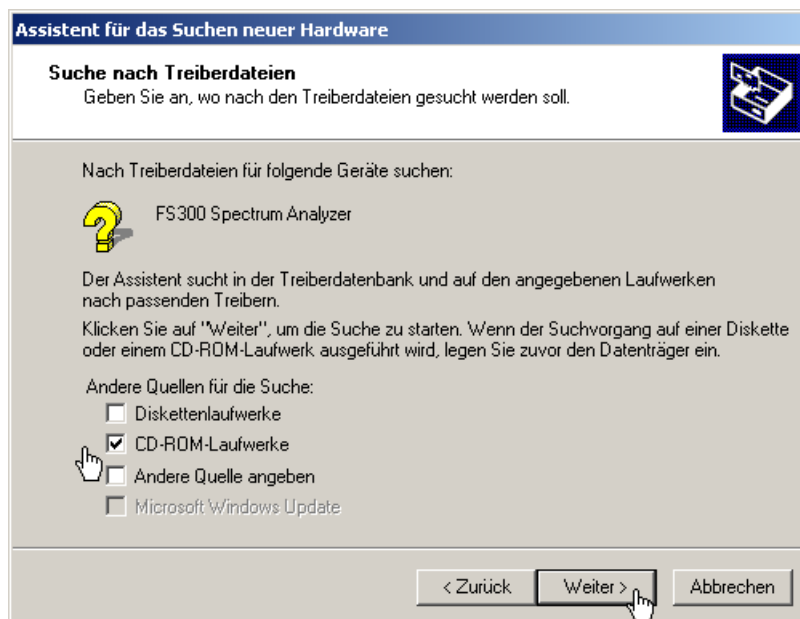 Assistent für das Suchen neuer Hardware
Suche nach Treiberdateien
Geben Sie an, wo nach den Treiberdateien gesucht werden soll.
Nach Treiberdateien für folgende Geräte suchen:
FS300 Spectrum Analyzer
Der Assistent sucht in der Treiberdatenbank und auf den angegebenen Laufwerken
nach passenden Treibern.
Klicken Sie auf "Weiter", um die Suche zu starten. Wenn der Suchvorgang auf einer Diskette
oder einem CD-ROM-Laufwerk ausgeführt wird, legen Sie zuvor den Datenträger ein.
Andere Quellen für die Suche:
Diskettenlaufwerke
CD-ROM-Laufwerke
Andere Quelle angeben
Microsoft Windows Update
< Zurück Weiter > Abbrechen